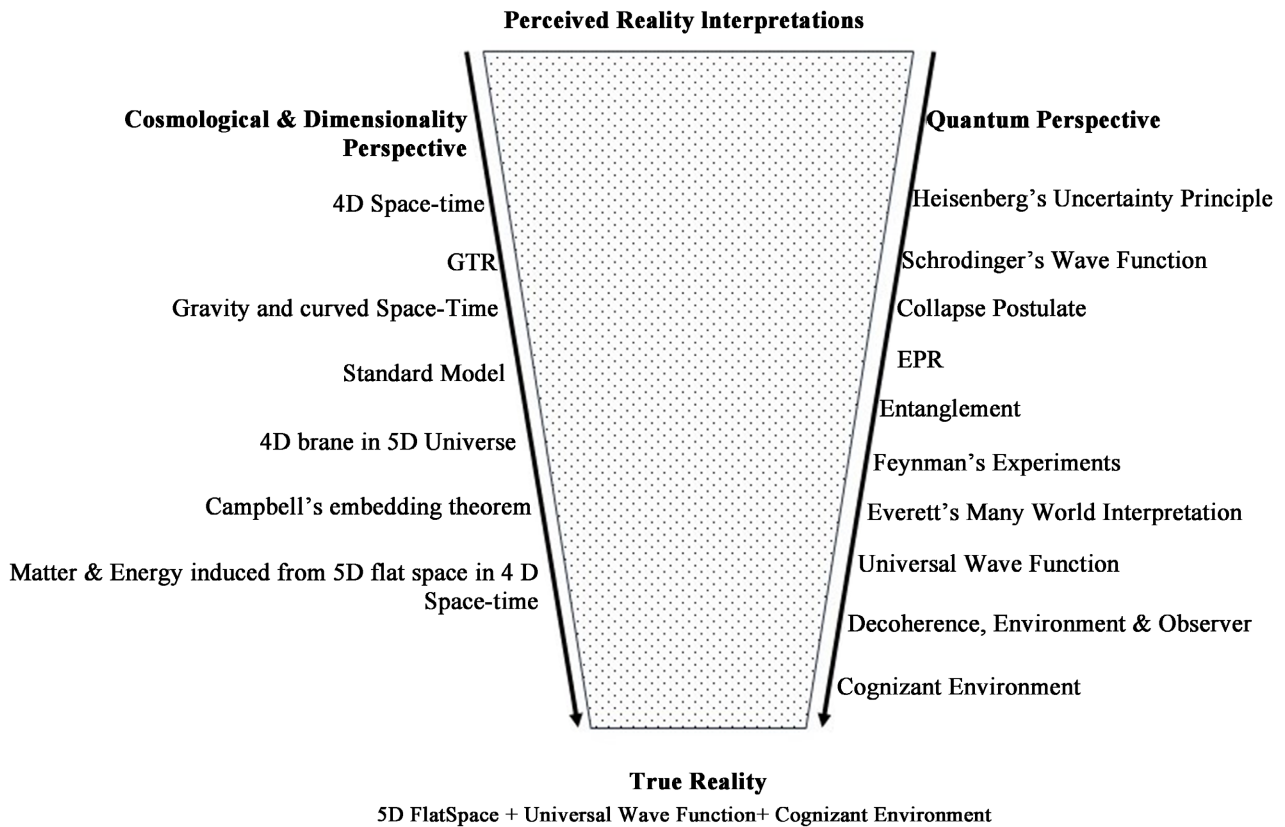 Perceived Reality Interpretations
Cosmological & Dimensionality
Perspective
4D Space-time
GTR
Gravity and curved Space-Time
Standard Model
4D brane in 5D Universe
Campbell’s embedding theorem
Matter & Energy induced from 5D flat space in 4 D
Space-time
Quantum Perspective
Heisenberg’s Uncertainty Principle
Schrodinger’s Wave Function
Collapse Postulate
EPR
Entanglement
Feynman’s Experiments
Everett’s Many World Interpretation
Universal Wave Function
Decoherence, Environment & Observer
Cognizant Environment
True Reality
5D FlatSpace + Universal Wave Function+ Cognizant Environment